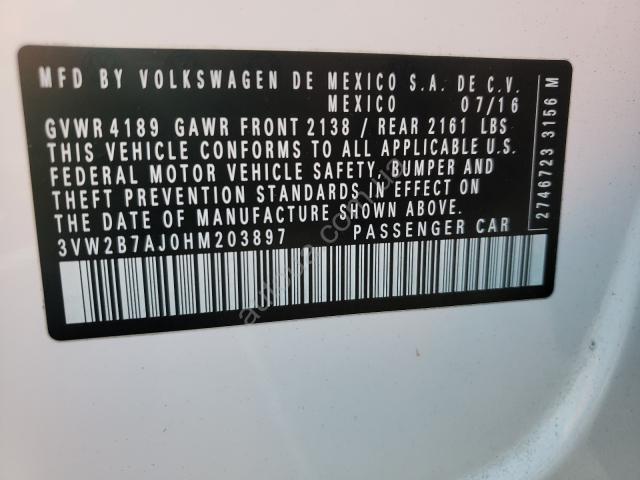 MFD BY VOLKSWAGEN DE MEXICO S.A. DE C.V.
MEXICO 07/16
GVWR 4189 GAWR FRONT 2138 / REAR 2161 LBS
THIS VEHICLE CONFORMS TO ALL APPLICABLE U.S.
FEDERAL MOTOR VEHICLE SAFETY, BUMPER AND
THEFT PREVENTION STANDARDS IN EFFECT ON
THE DATE OF MANUFACTURE SHOWN ABOVE.
3VW2B7AJ0HM203897 PASSENGER CAR
2746723 3156 M